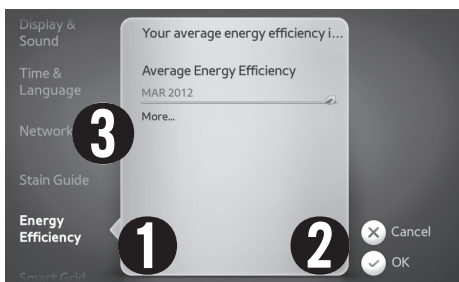 Display &
Sound
Time &
Language
Network
Stain Guide
Energy
Efficiency
Smart Grid
Your average energy efficiency i...
Average Energy Efficiency
MAR 2012
More...
3
1
2
Cancel
OK